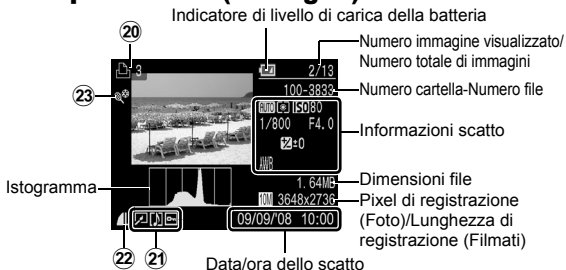 Indicatore di livello di carica della batteria
20
3
2/13
Numero immagine visualizzato/
Numero totale di immagini
23
100-3833
Numero cartella-Numero file
AUTO ISO 80
1/800 F4.0
±0
AWB
Informazioni scatto
Istogramma
1.64MB
Dimensioni file
10M 3648x2736
Pixel di registrazione
(Foto)/Lunghezza di
registrazione (Filmati)
09/09/'08 10:00
22
21
Data/ora dello scatto